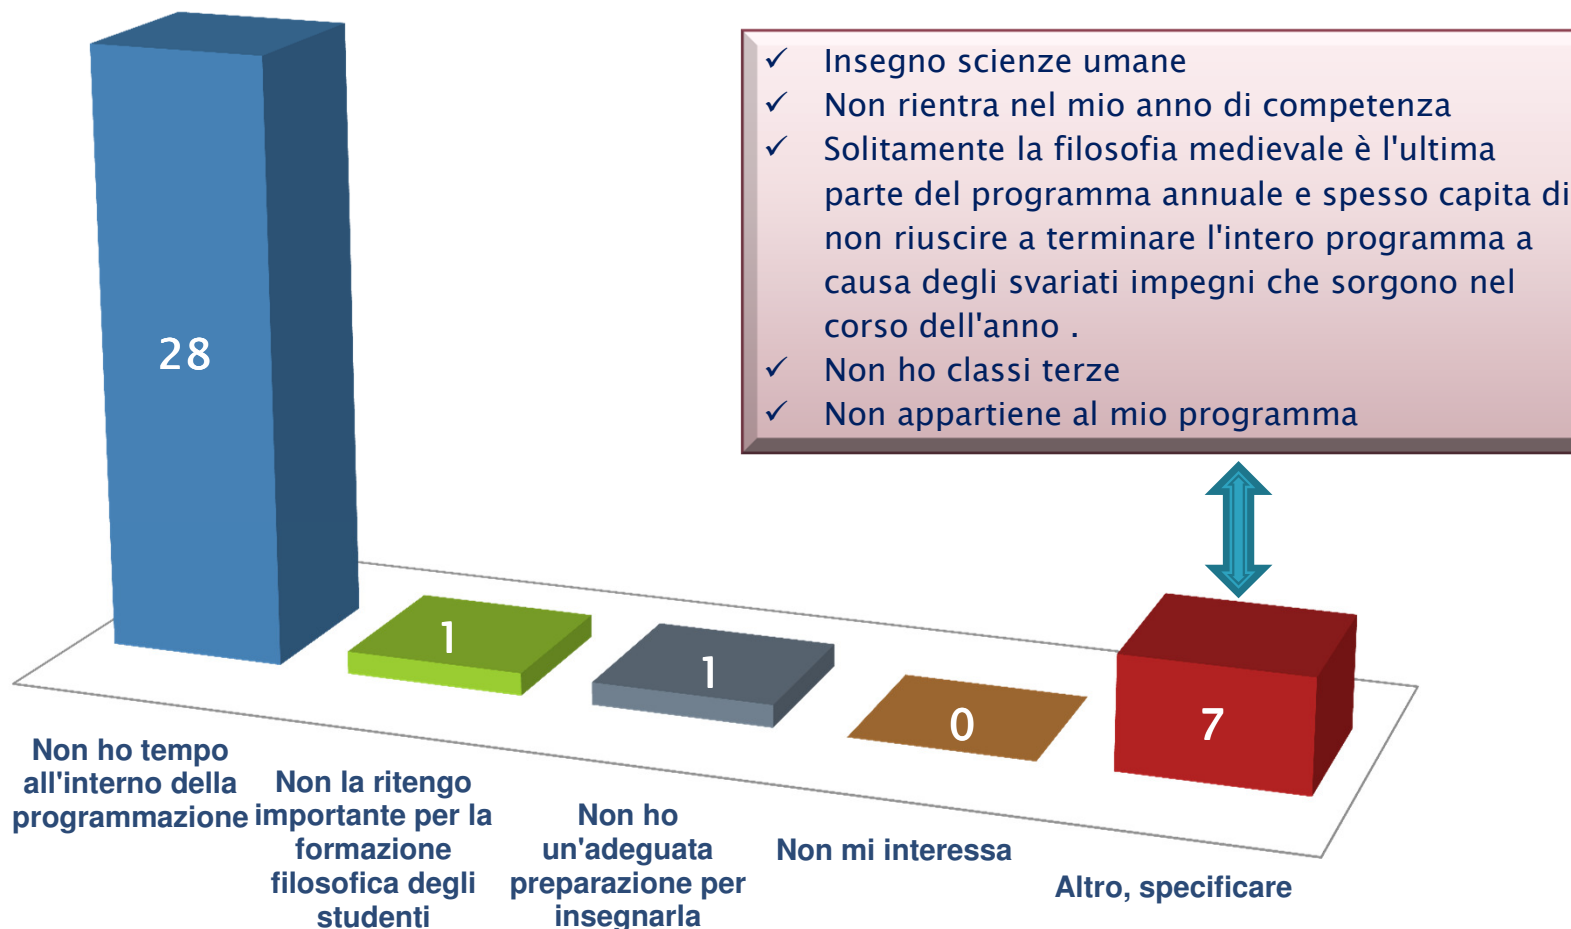 ✓ Insegno scienze umane
✓ Non rientra nel mio anno di competenza
✓ Solitamente la filosofia medievale è l'ultima
parte del programma annuale e spesso capita di
non riuscire a terminare l'intero programma a
causa degli svariati impegni che sorgono nel
corso dell'anno .
✓ Non ho classi terze
✓ Non appartiene al mio programma
28
1
1
0
7
Non ho tempo
all'interno della
programmazione
Non la ritengo
importante per la
formazione
filosofica degli
studenti
Non ho
un'adeguata
preparazione per
insegnarla
Non mi interessa
Altro, specificare